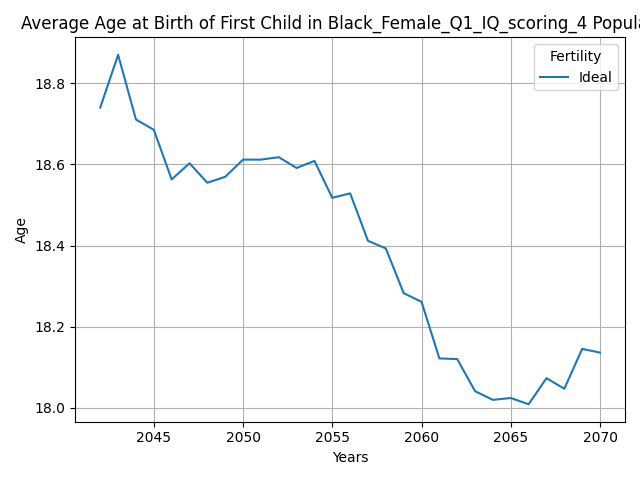 Average Age at Birth of First Child in Black_Female_Q1_IQ_scoring_4 Popula
Fertility
Ideal
Age
18.8
18.6
18.4
18.2
18.0
2045 2050 2055 2060 2065 2070
Years